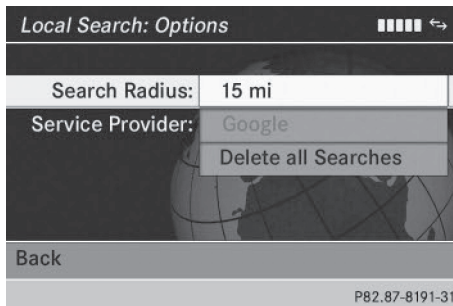 Local Search: Options
Search Radius: 15 mi
Service Provider: Google
Delete all Searches
Back
P82.87-8191-31